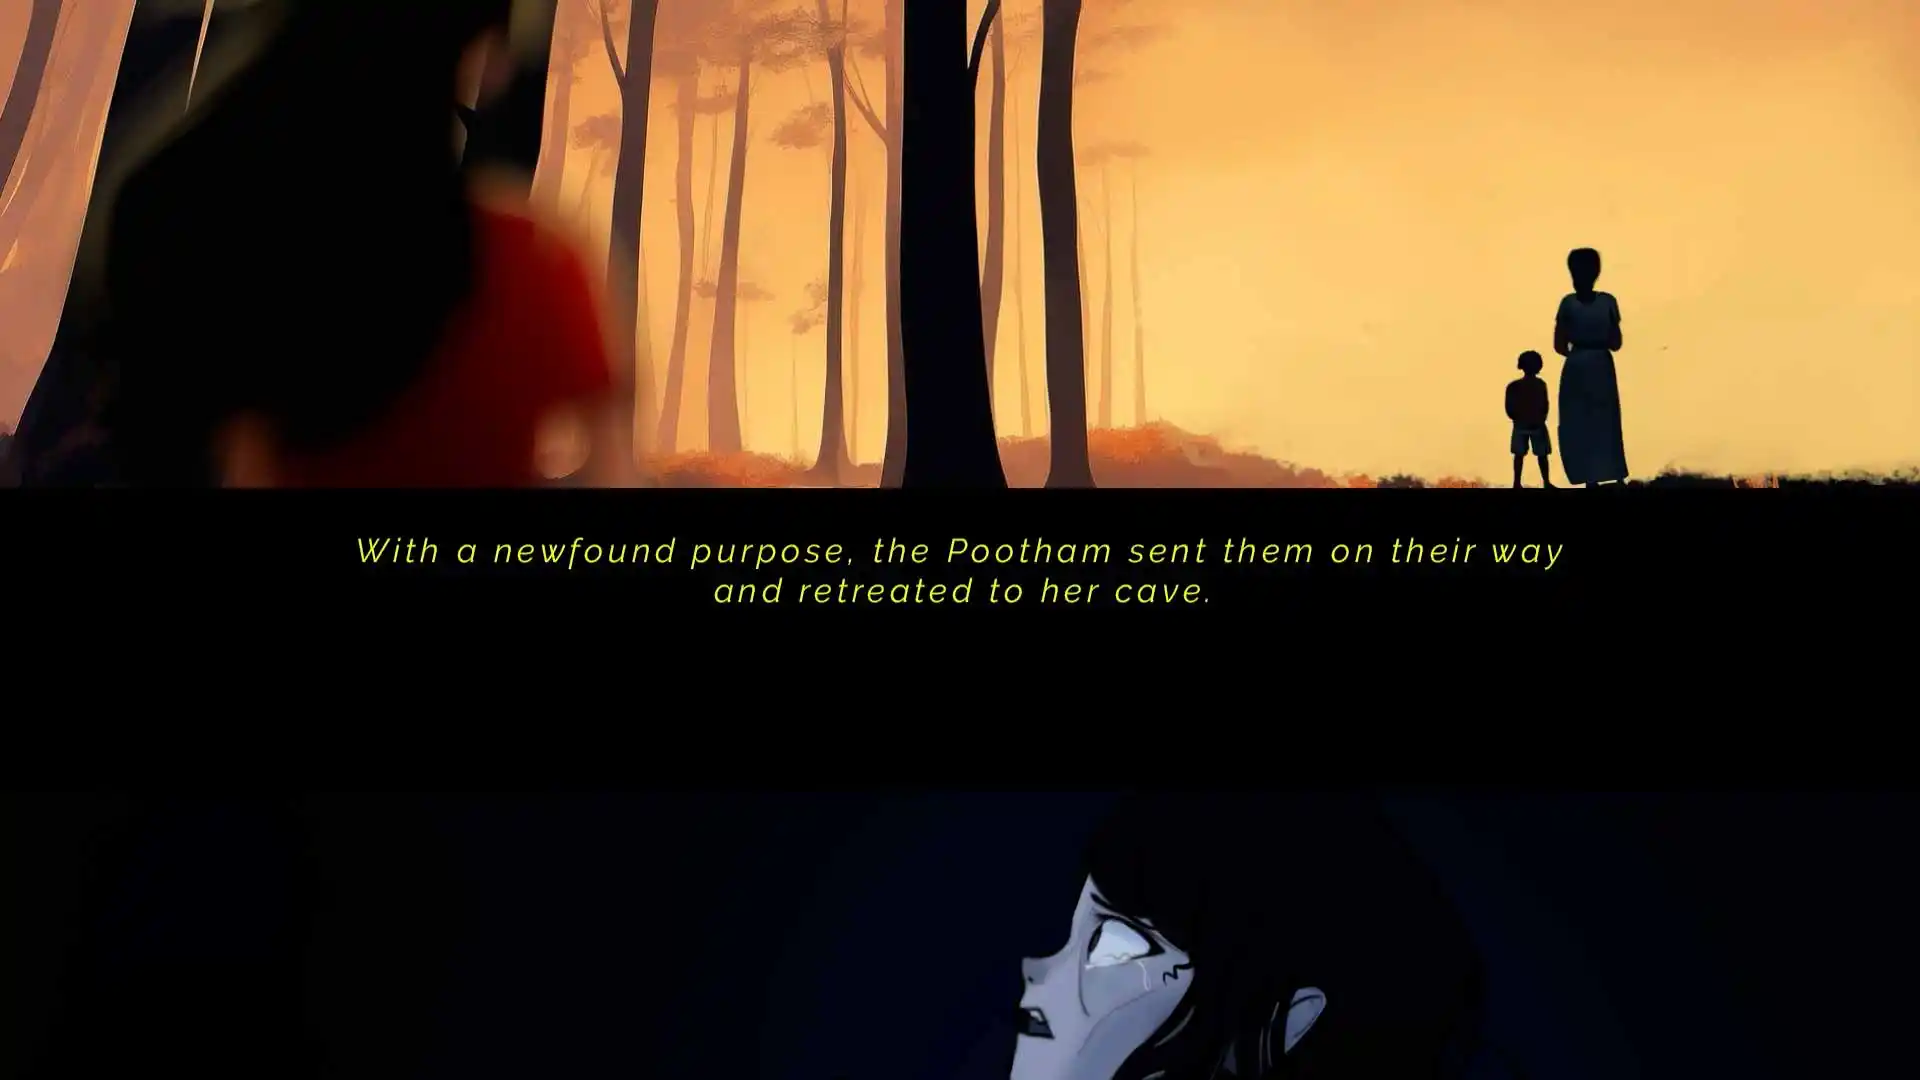 With a newfound purpose, the Pootham sent them on their way
and retreated to her cave.